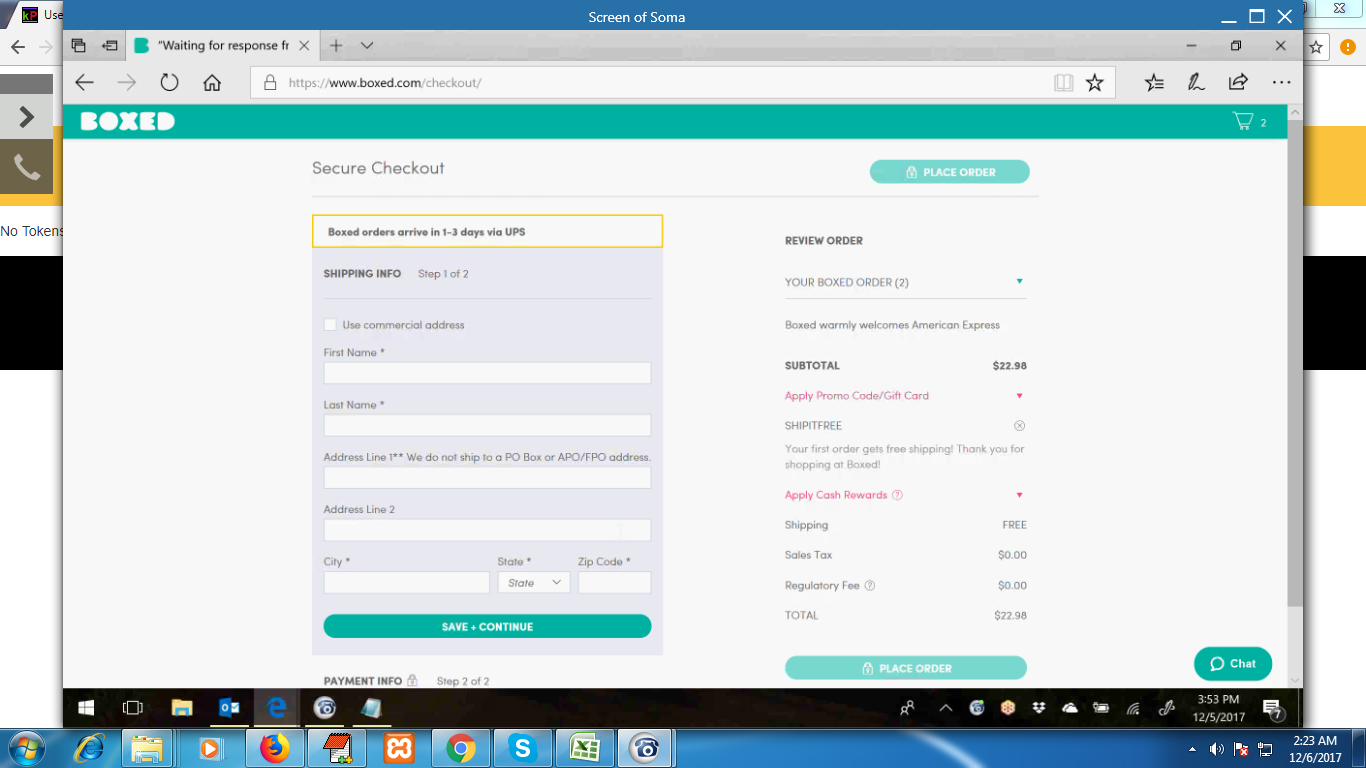 Screen of Soma
kP Use
"Waiting for response fr
https://www.boxed.com/checkout/
BOXED
2
Secure Checkout
PLACE ORDER
No Tokens
Boxed orders arrive in 1-3 days via UPS
SHIPPING INFO Step 1 of 2
Use commercial address
First Name *
Last Name *
Address Line 1** We do not ship to a PO Box or APO/FPO address.
Address Line 2
City * State * Zip Code *
State
SAVE + CONTINUE
PAYMENT INFO Step 2 of 2
REVIEW ORDER
YOUR BOXED ORDER (2)
Boxed warmly welcomes American Express
SUBTOTAL $22.98
Apply Promo Code/Gift Card
SHIPITFREE
Your first order gets free shipping! Thank you for
shopping at Boxed!
Apply Cash Rewards ?
Shipping FREE
Sales Tax $0.00
Regulatory Fee ? $0.00
TOTAL $22.98
PLACE ORDER
Chat
3:53 PM
12/5/2017
7
2:23 AM
12/6/2017